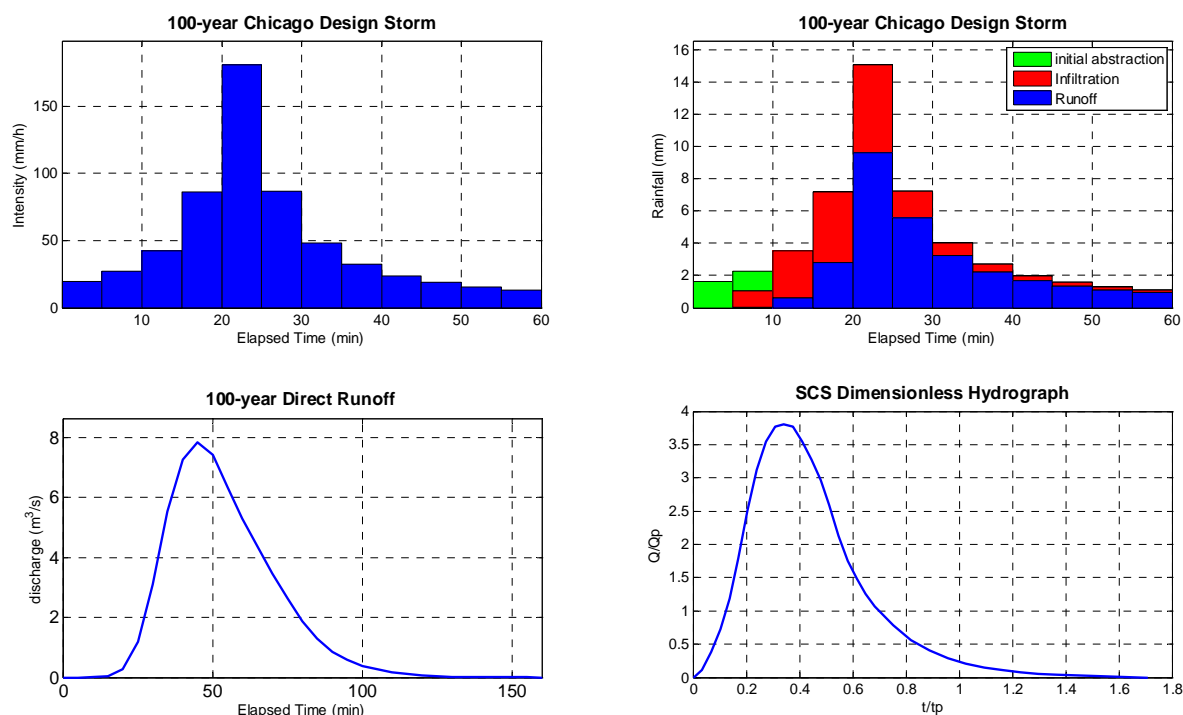 100-year Chicago Design Storm
Intensity (mm/h)
150
100
50
0
10 20 30 40 50 60
Elapsed Time (min)
100-year Chicago Design Storm
Rainfall (mm)
16
14
12
10
8
6
4
2
0
initial abstraction
Infiltration
Runoff
10 20 30 40 50 60
Elapsed Time (min)
100-year Direct Runoff
discharge (m³/s)
8
6
4
2
0
0 50 100 150
Elapsed Time (min)
SCS Dimensionless Hydrograph
Q/Qp
4
3.5
3
2.5
2
1.5
1
0.5
0
0 0.2 0.4 0.6 0.8 1 1.2 1.4 1.6 1.8
t/tp